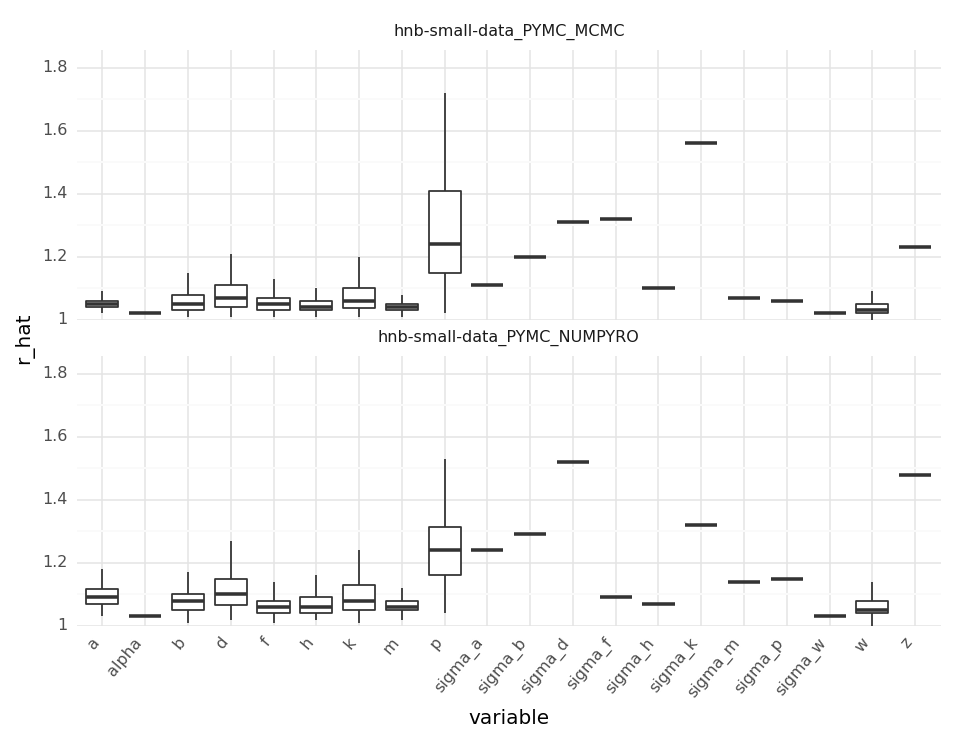 hnb-small-data_PYMC_MCMC
1.8
1.6
1.4
1.2
1
r_hat
hnb-small-data_PYMC_NUMPYRO
1.8
1.6
1.4
1.2
1
a alpha b d f h k m p sigma_a sigma_b sigma_d sigma_f sigma_h sigma_k sigma_m sigma_p sigma_w w z
variable